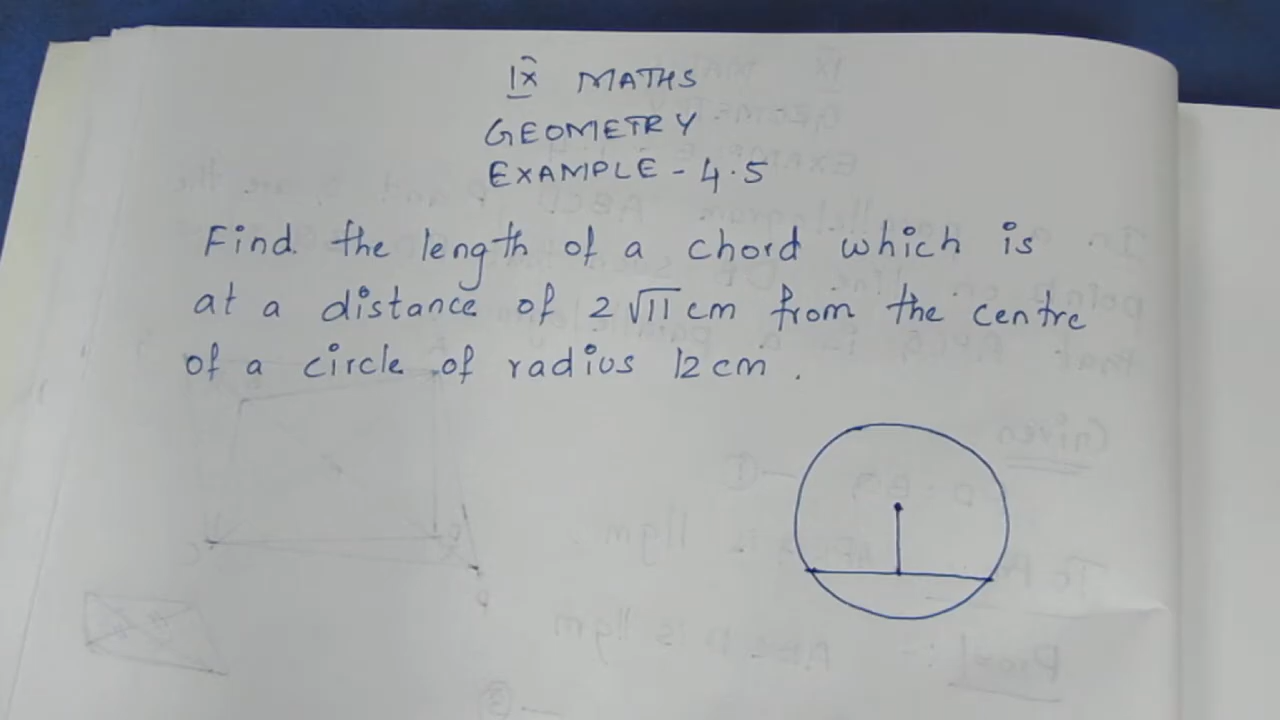 IX MATHS
GEOMETRY
EXAMPLE - 4.5
Find the length of a chord which is
at a distance of 2 √11 cm from the centre
of a circle of radius 12 cm .